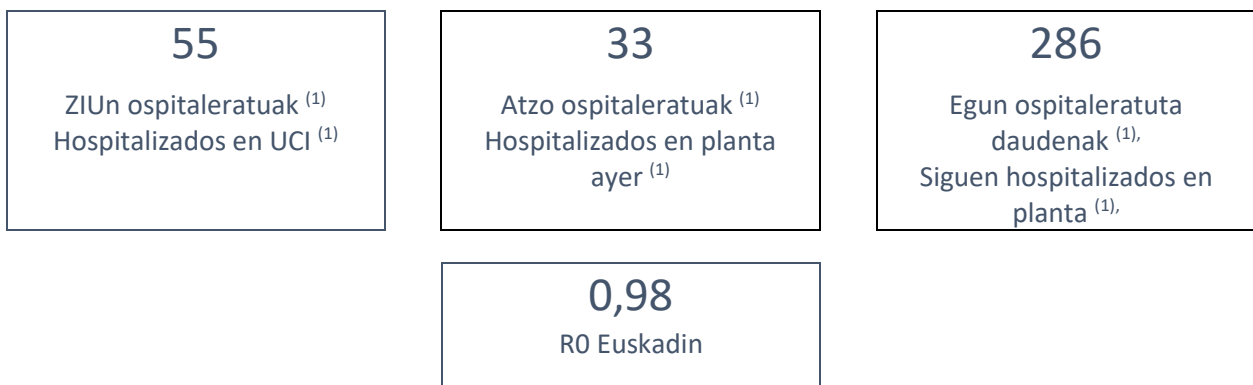 55
ZIUn ospitaleratuak (1)
Hospitalizados en UCI (1)
33
Atzo ospitaleratuak (1)
Hospitalizados en planta
ayer (1)
286
Egun ospitaleratuta
daudenak (1),
Siguen hospitalizados en
planta (1),
0,98
R0 Euskadin